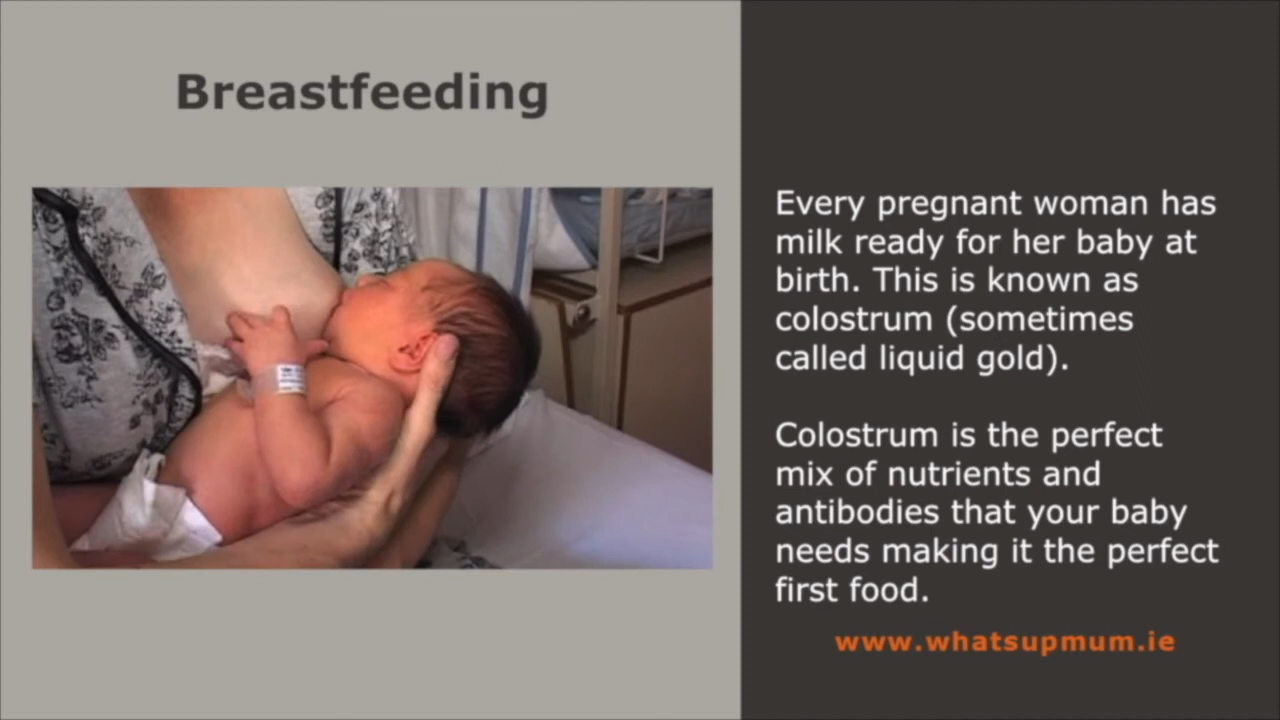 Breastfeeding
Every pregnant woman has
milk ready for her baby at
birth. This is known as
colostrum (sometimes
called liquid gold).
Colostrum is the perfect
mix of nutrients and
antibodies that your baby
needs making it the perfect
first food.
www.whatsupmum.ie